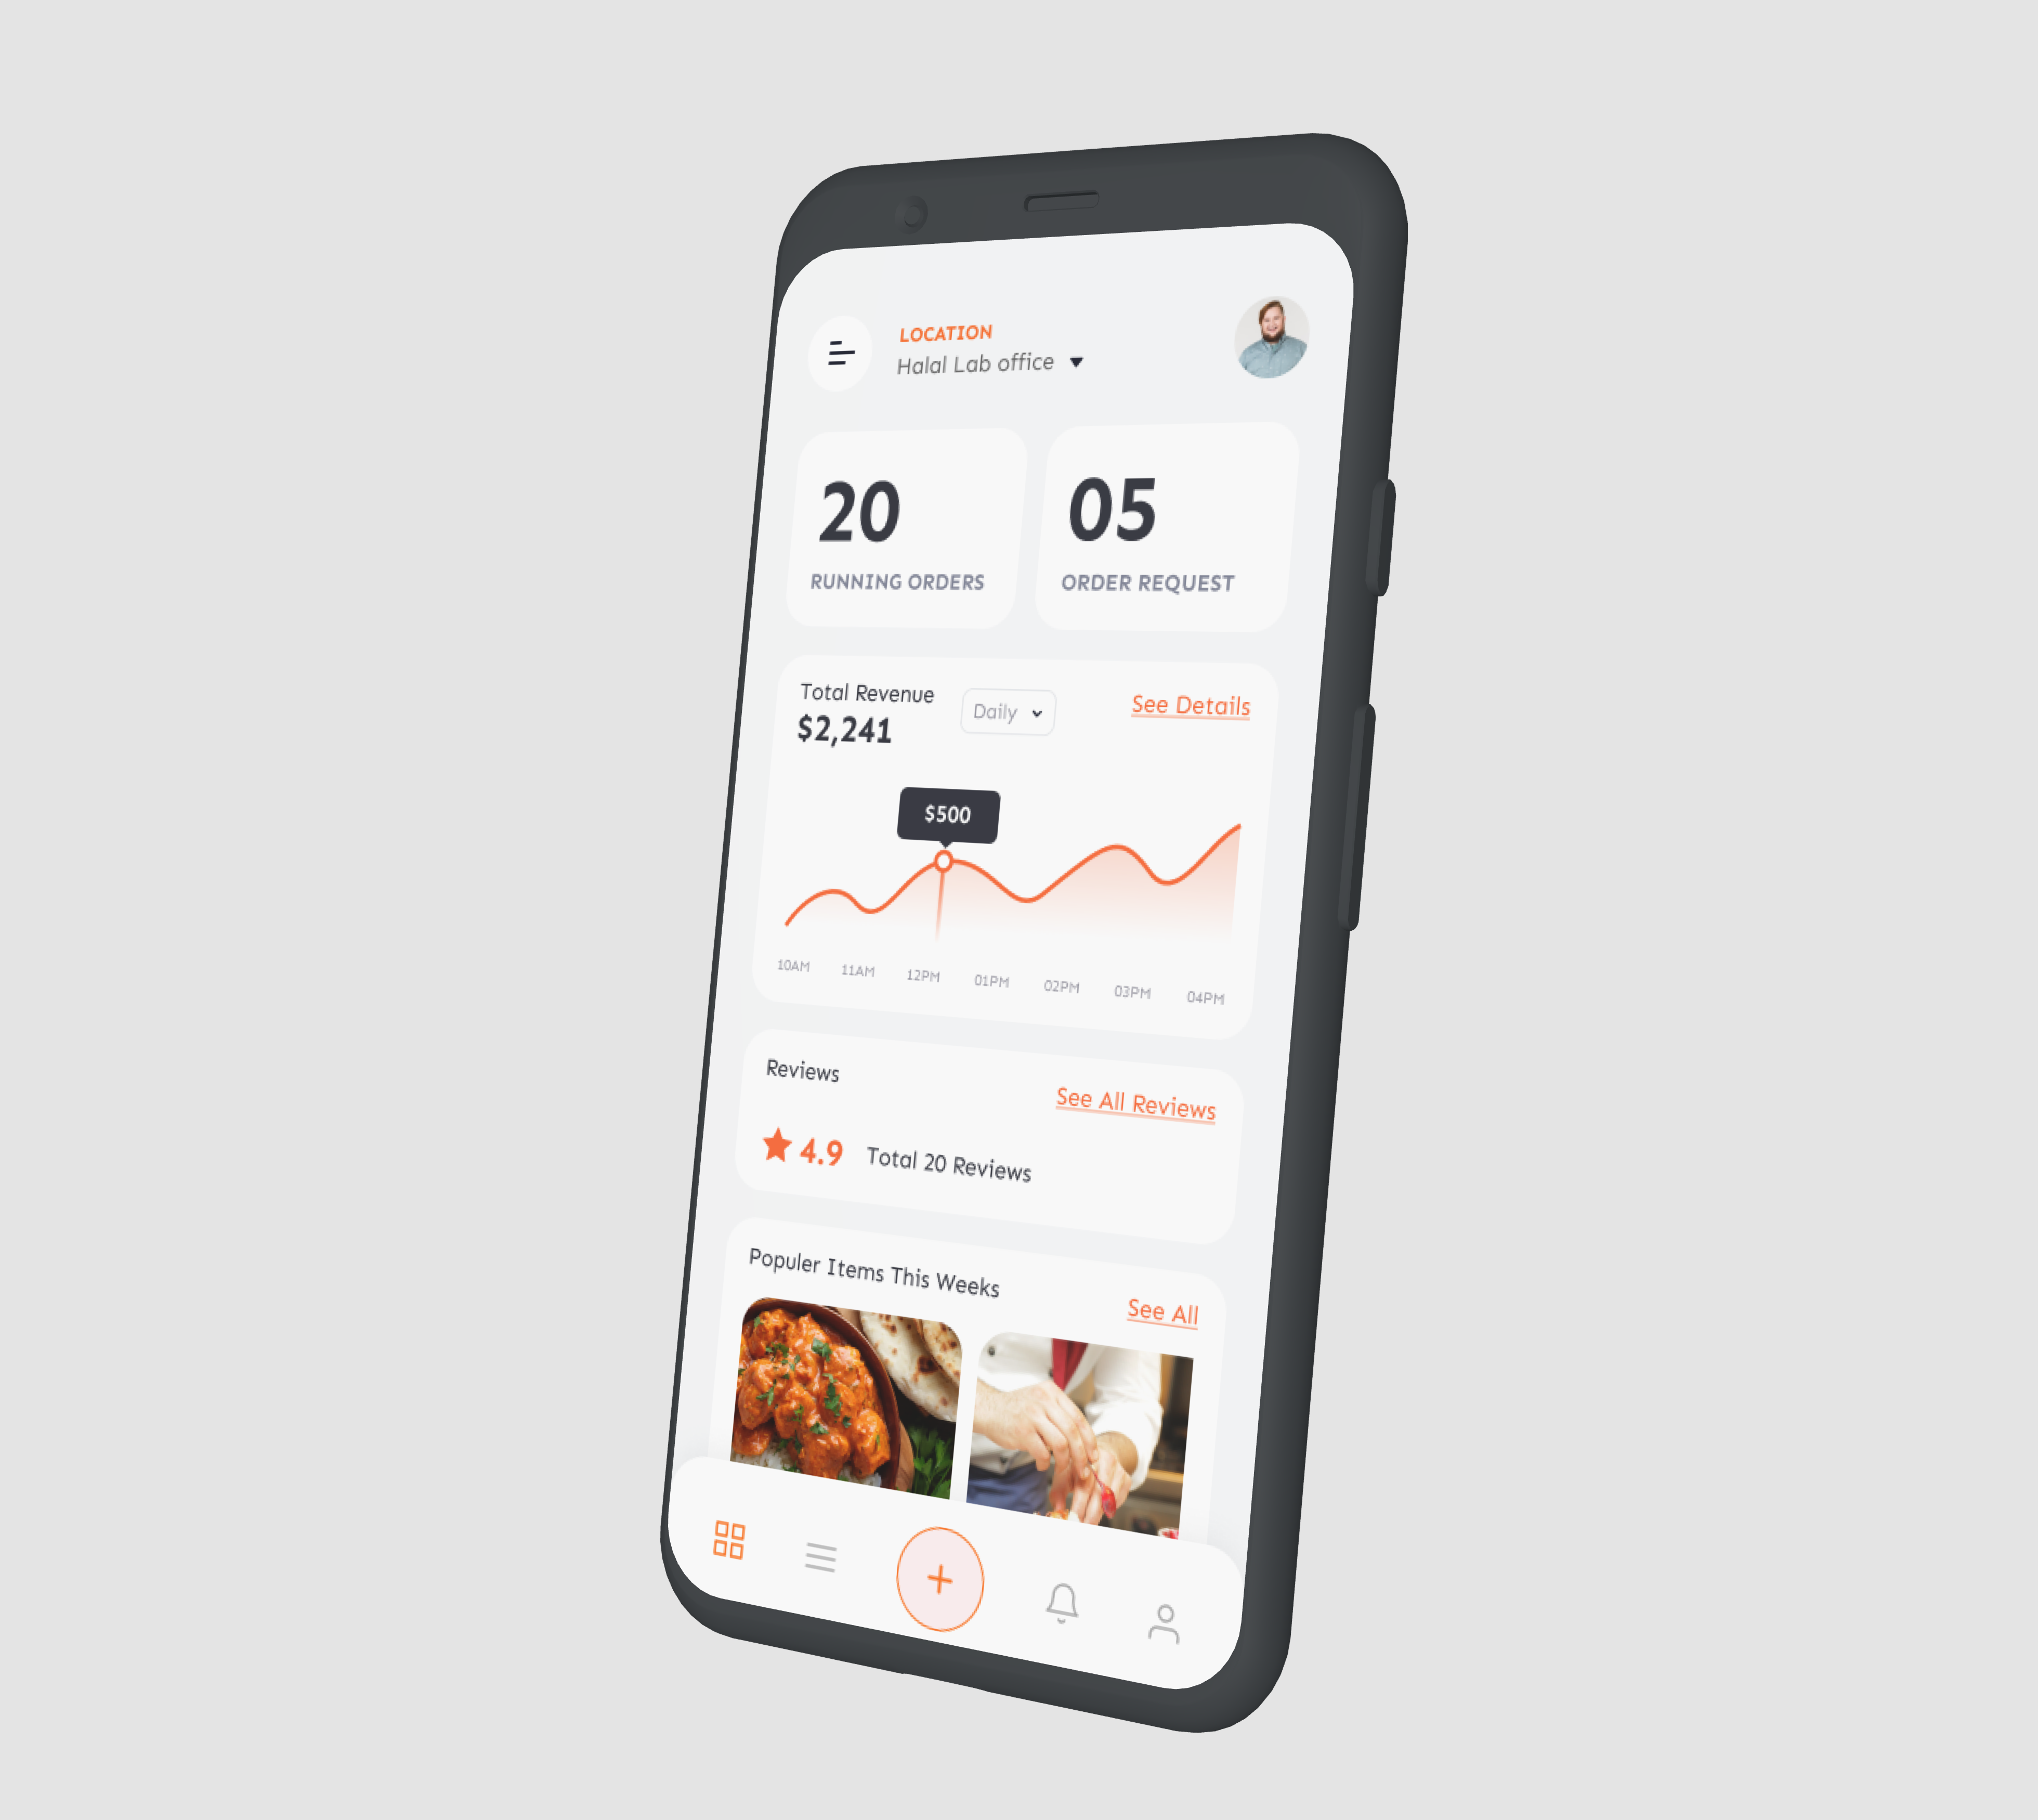 LOCATION
Halal Lab office
20
RUNNING ORDERS
05
ORDER REQUEST
Total Revenue
$2,241
Daily
See Details
$500
10AM 11AM 12PM 01PM 02PM 03PM 04PM
Reviews
See All Reviews
4.9 Total 20 Reviews
Populer Items This Weeks
See All